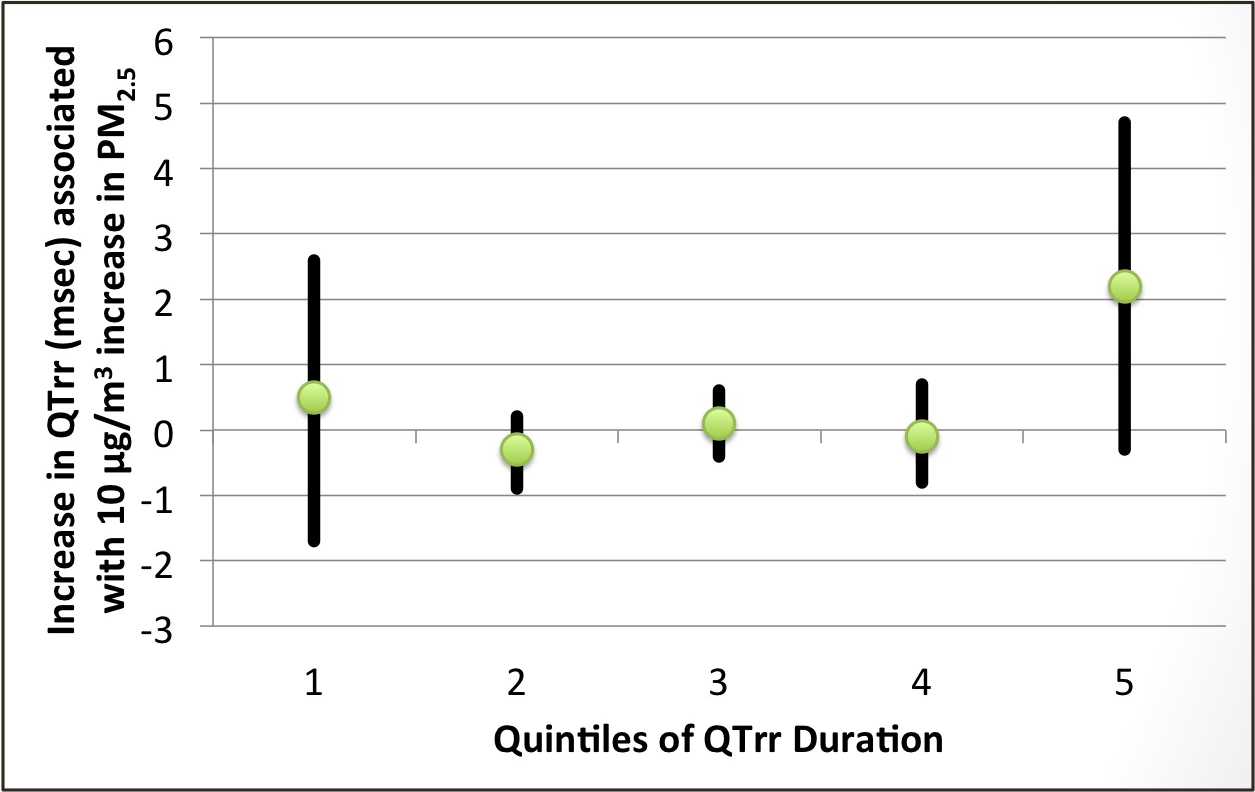 Increase in QTrr (msec) associated
with 10 µg/m³ increase in PM₂.₅
6
5
4
3
2
1
0
-1
-2
-3
1 2 3 4 5
Quintiles of QTrr Duration